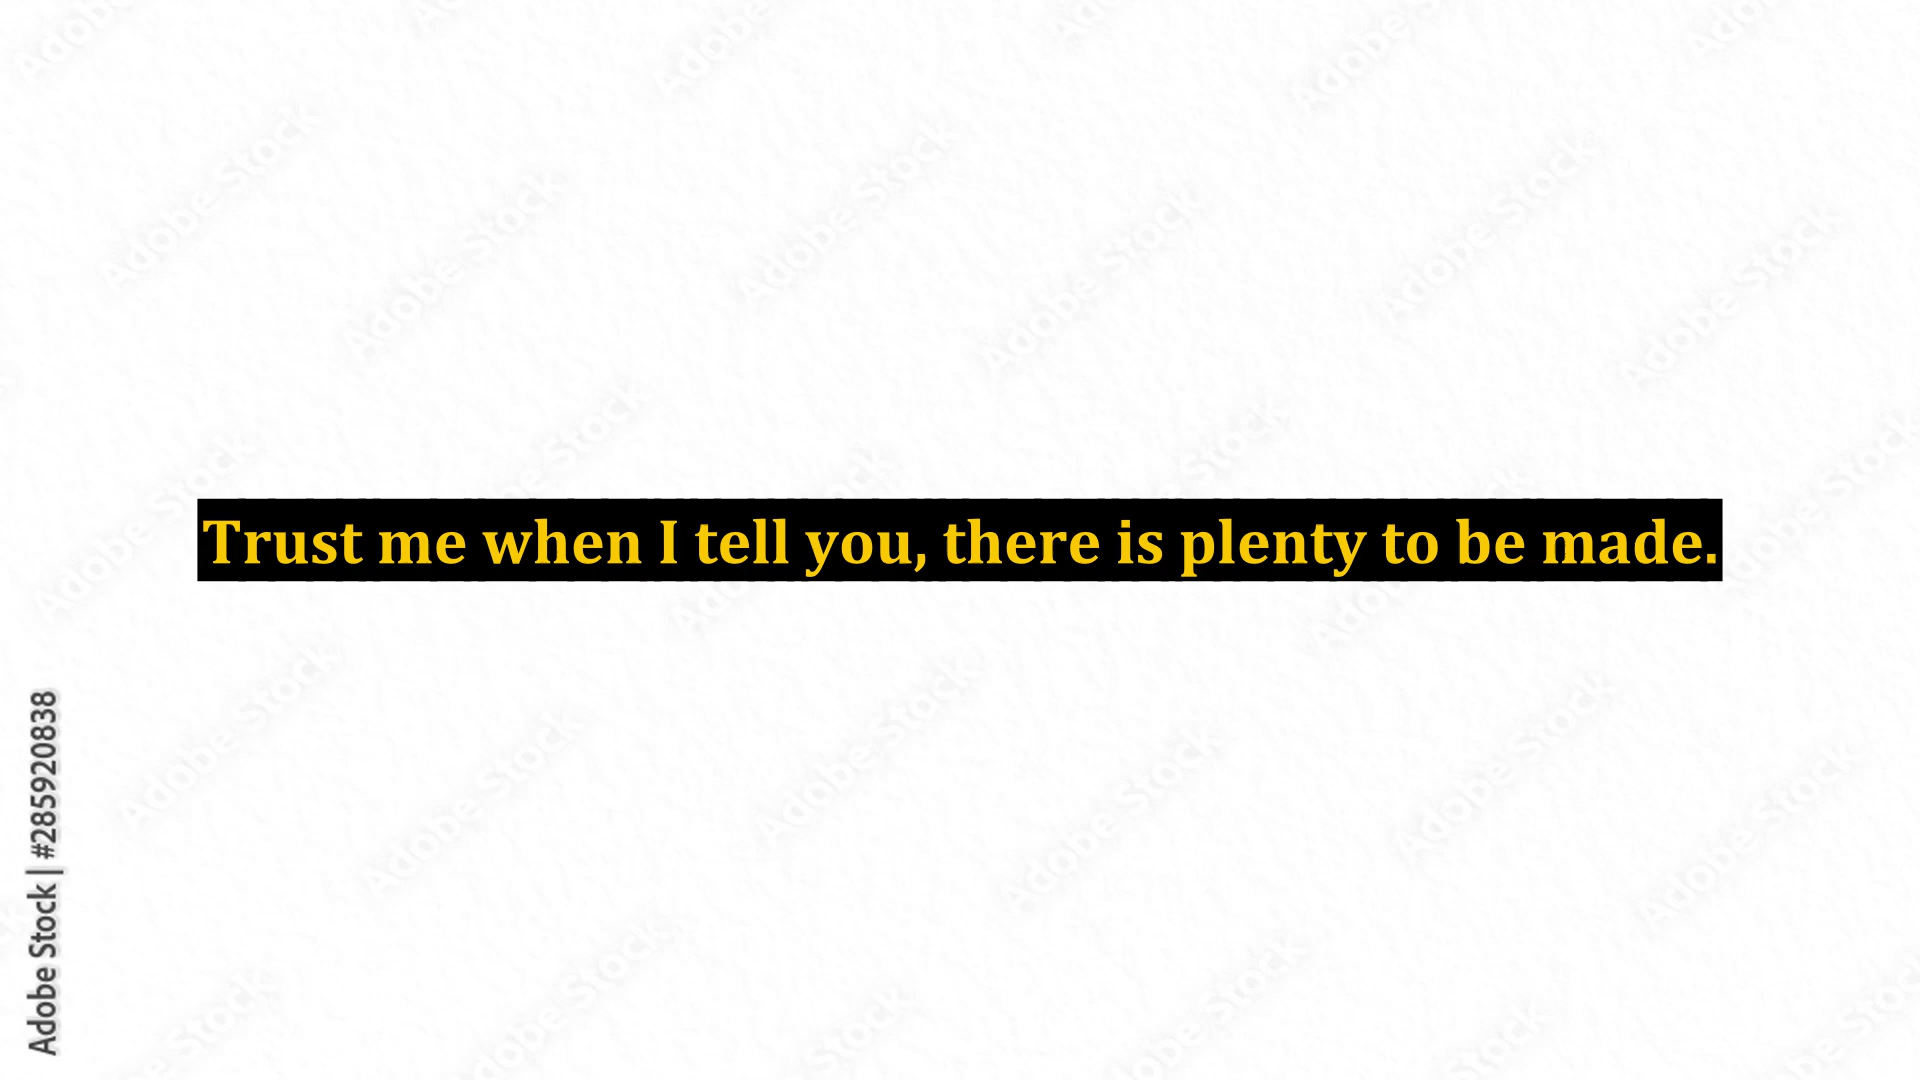 Trust me when I tell you, there is plenty to be made.
Adobe Stock | #285920838